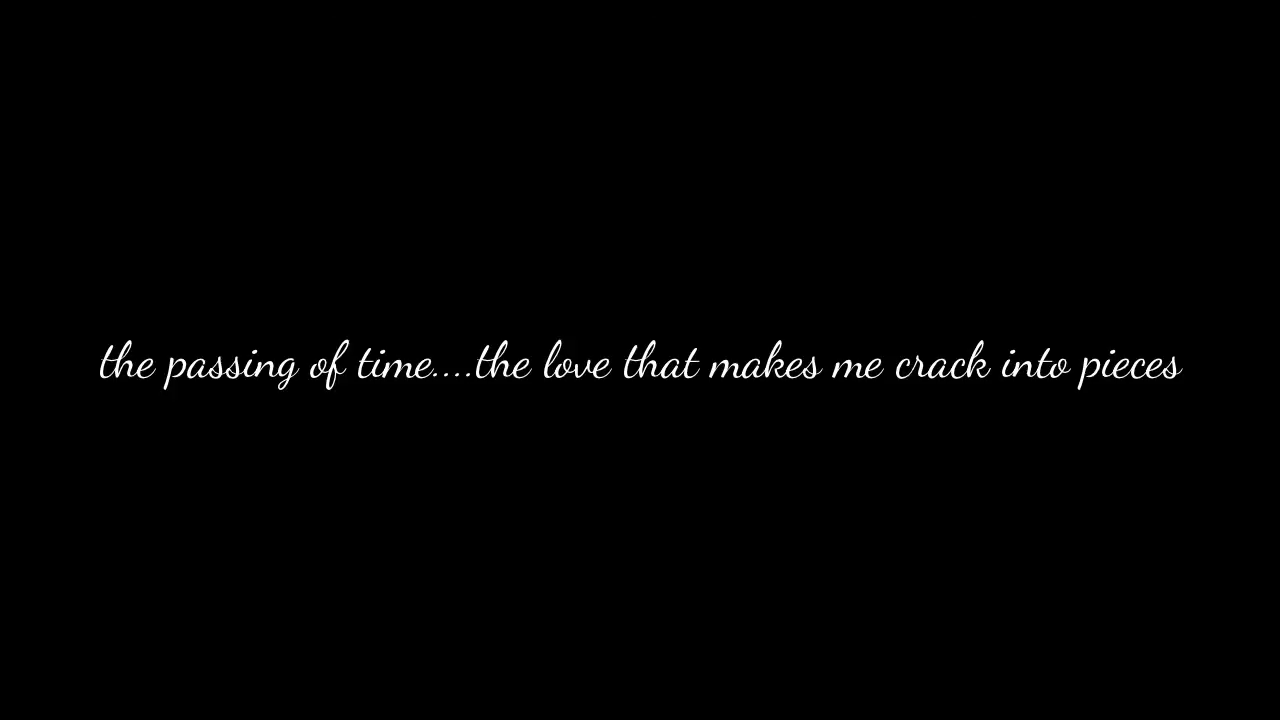 the passing of time....the love that makes me crack into pieces